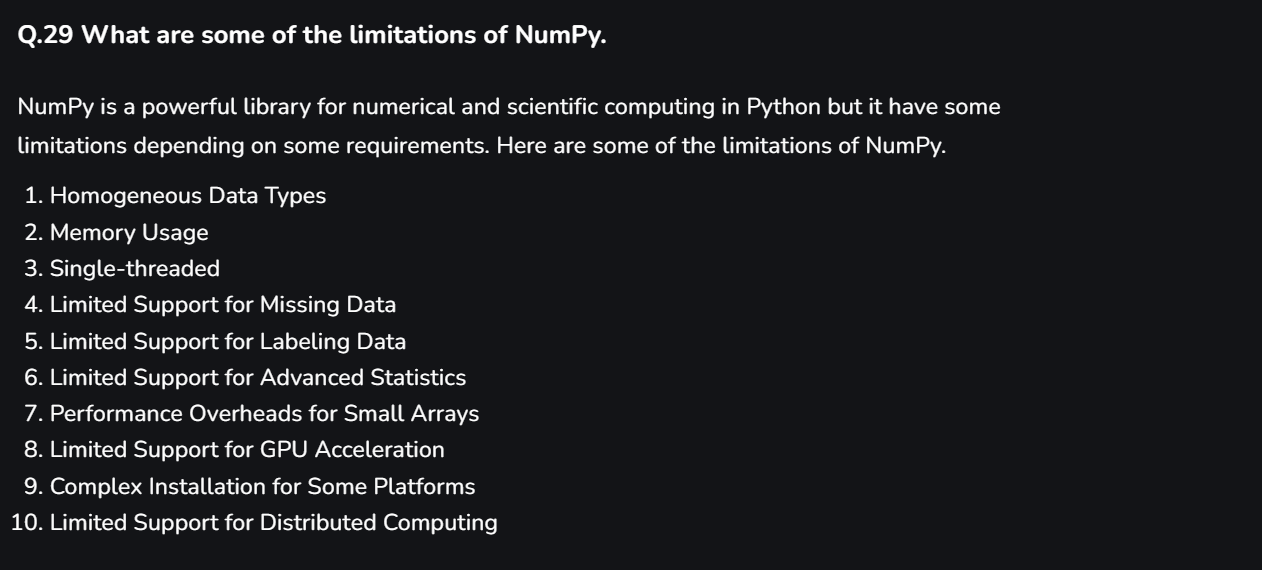 Q.29 What are some of the limitations of NumPy.
NumPy is a powerful library for numerical and scientific computing in Python but it have some
limitations depending on some requirements. Here are some of the limitations of NumPy.
1. Homogeneous Data Types
2. Memory Usage
3. Single-threaded
4. Limited Support for Missing Data
5. Limited Support for Labeling Data
6. Limited Support for Advanced Statistics
7. Performance Overheads for Small Arrays
8. Limited Support for GPU Acceleration
9. Complex Installation for Some Platforms
10. Limited Support for Distributed Computing